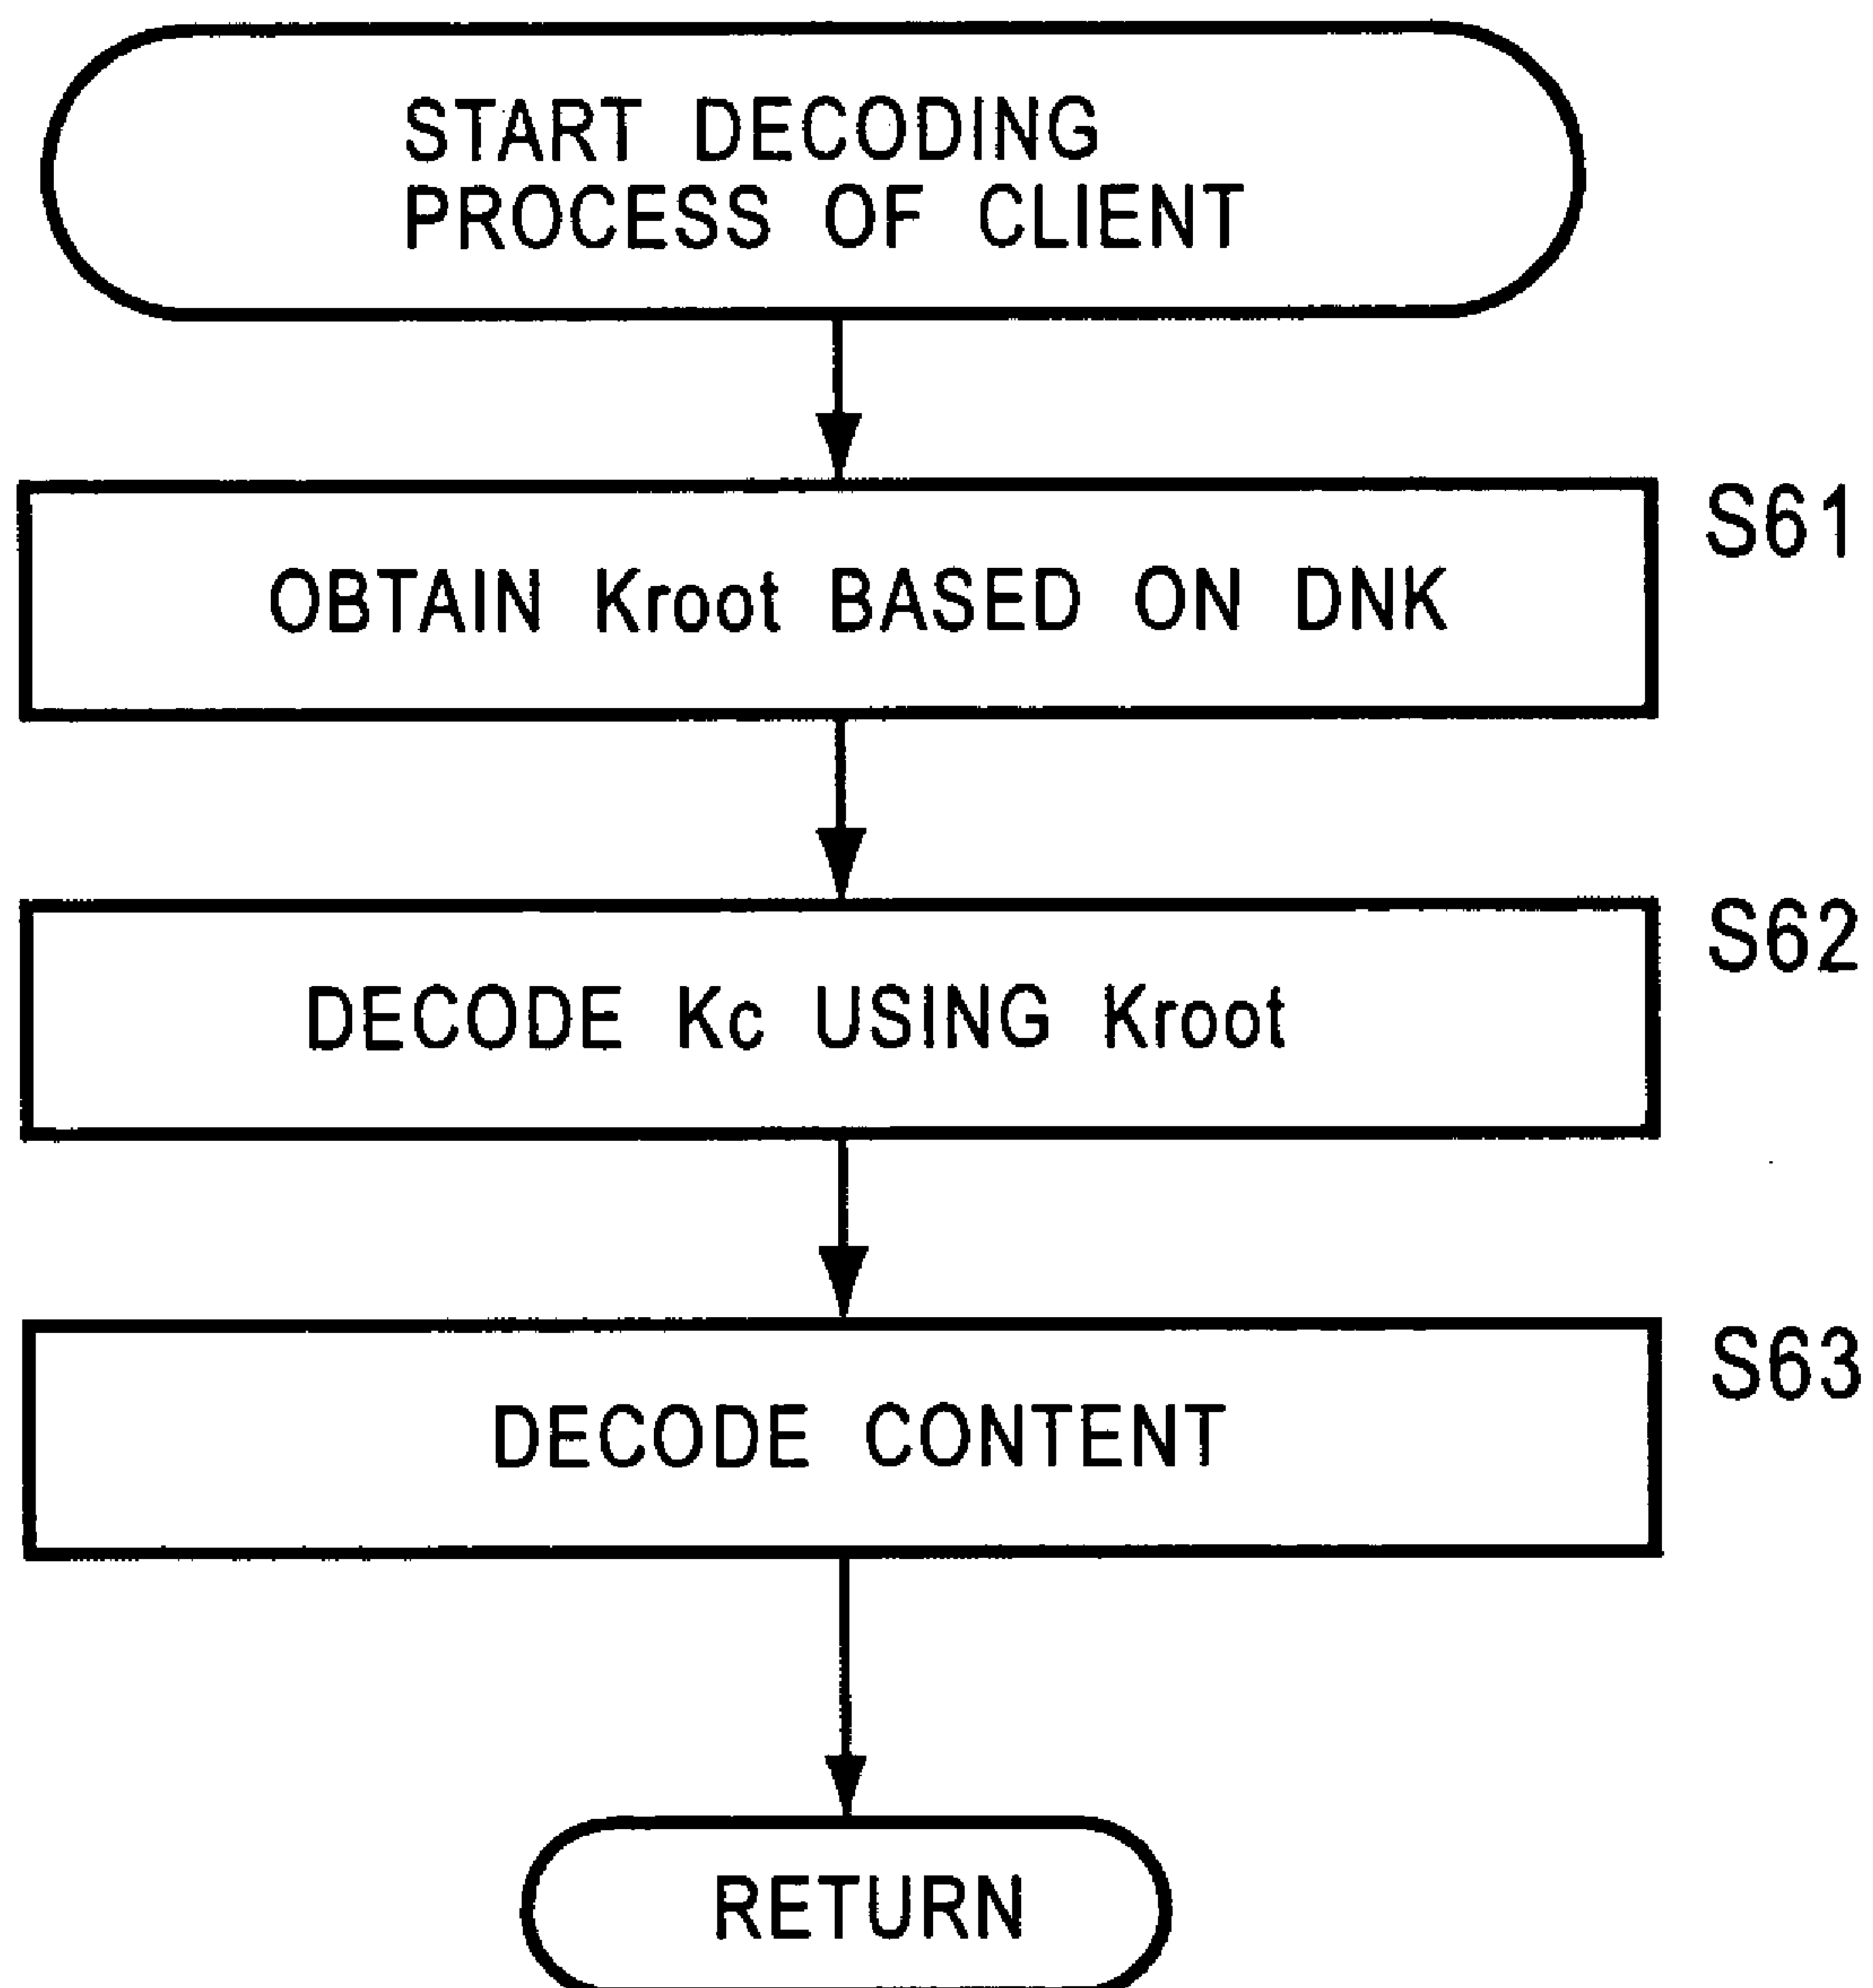 START DECODING
PROCESS OF CLIENT
S61
OBTAIN Kroot BASED ON DNK
S62
DECODE Kc USING Kroot
S63
DECODE CONTENT
RETURN